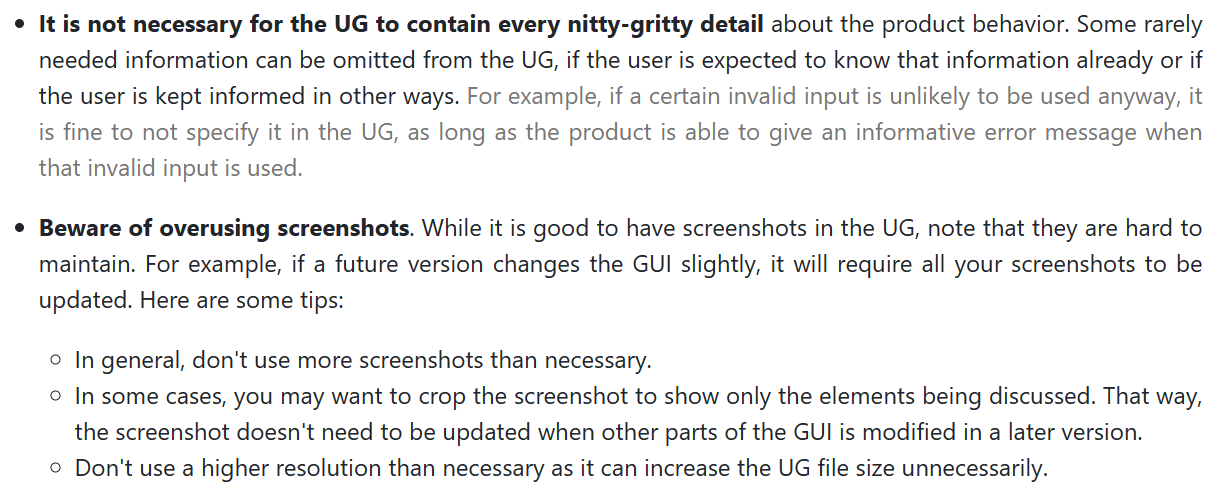 • It is not necessary for the UG to contain every nitty-gritty detail about the product behavior. Some rarely
needed information can be omitted from the UG, if the user is expected to know that information already or if
the user is kept informed in other ways. For example, if a certain invalid input is unlikely to be used anyway, it
is fine to not specify it in the UG, as long as the product is able to give an informative error message when
that invalid input is used.
• Beware of overusing screenshots. While it is good to have screenshots in the UG, note that they are hard to
maintain. For example, if a future version changes the GUI slightly, it will require all your screenshots to be
updated. Here are some tips:
○ In general, don't use more screenshots than necessary.
○ In some cases, you may want to crop the screenshot to show only the elements being discussed. That way,
the screenshot doesn't need to be updated when other parts of the GUI is modified in a later version.
○ Don't use a higher resolution than necessary as it can increase the UG file size unnecessarily.